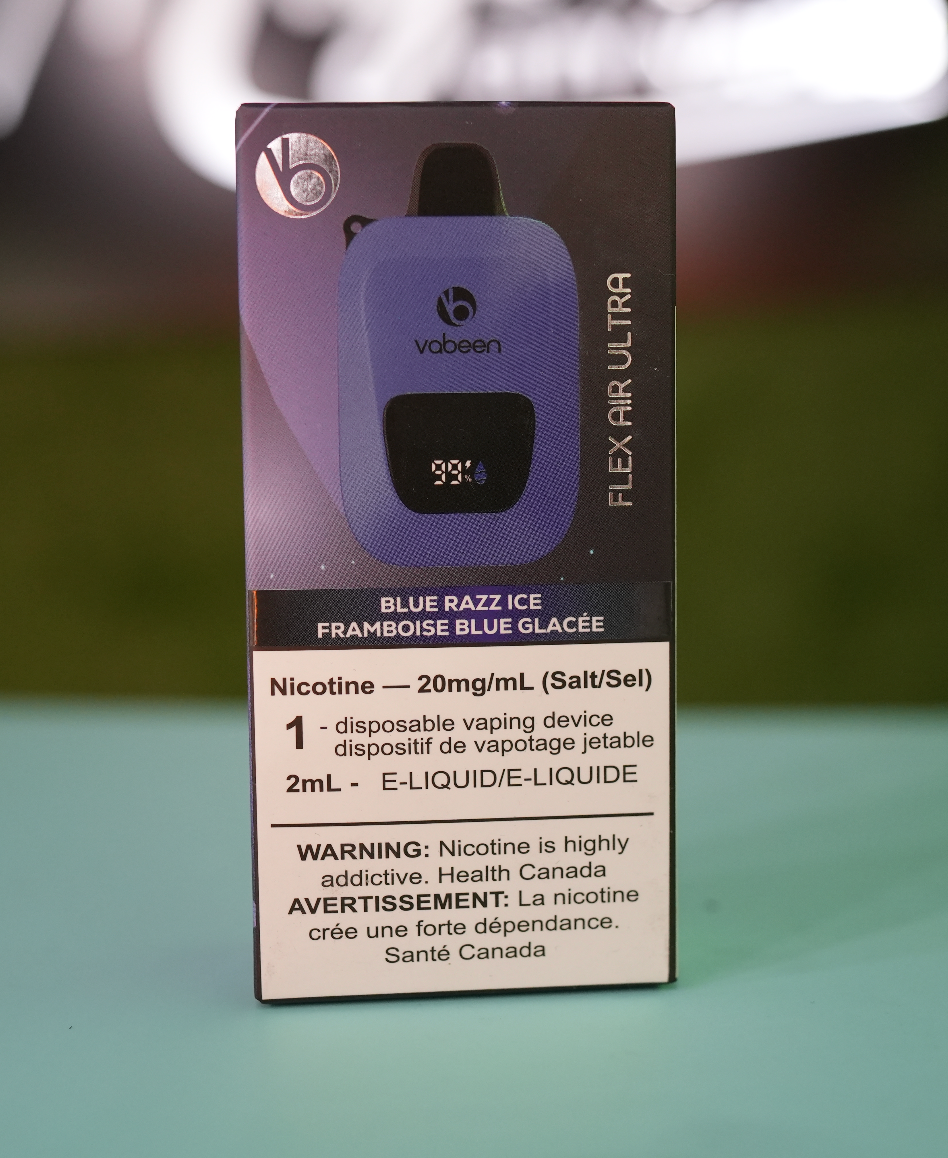 vabeen
99%
FLEX AIR ULTRA
BLUE RAZZ ICE
FRAMBOISE BLUE GLACÉE
Nicotine — 20mg/mL (Salt/Sel)
1 - disposable vaping device
dispositif de vapotage jetable
2mL - E-LIQUID/E-LIQUIDE
WARNING: Nicotine is highly
addictive. Health Canada
AVERTISSEMENT: La nicotine
crée une forte dépendance.
Santé Canada